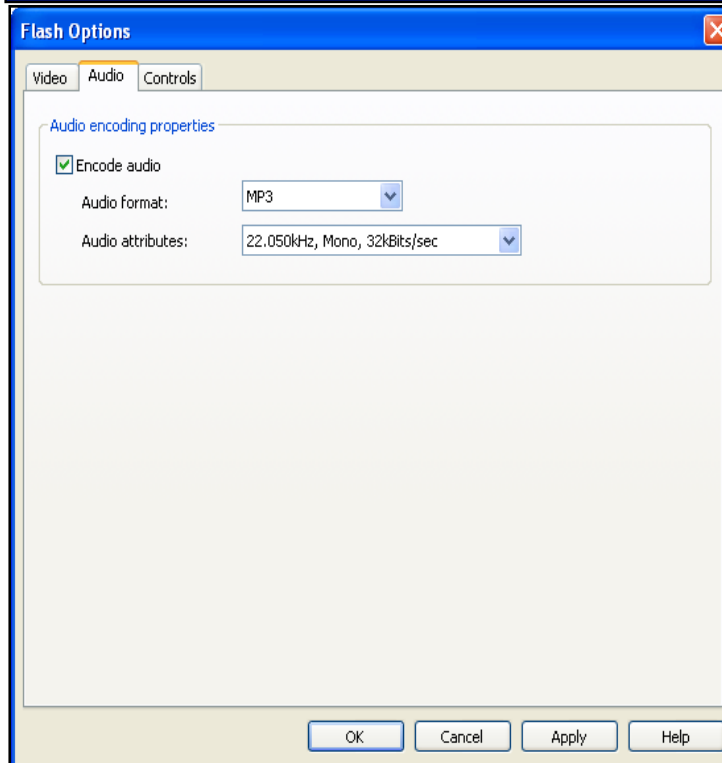 Flash Options
Video Audio Controls
Audio encoding properties
Encode audio
Audio format: MP3
Audio attributes: 22.050kHz, Mono, 32kBits/sec
OK Cancel Apply Help